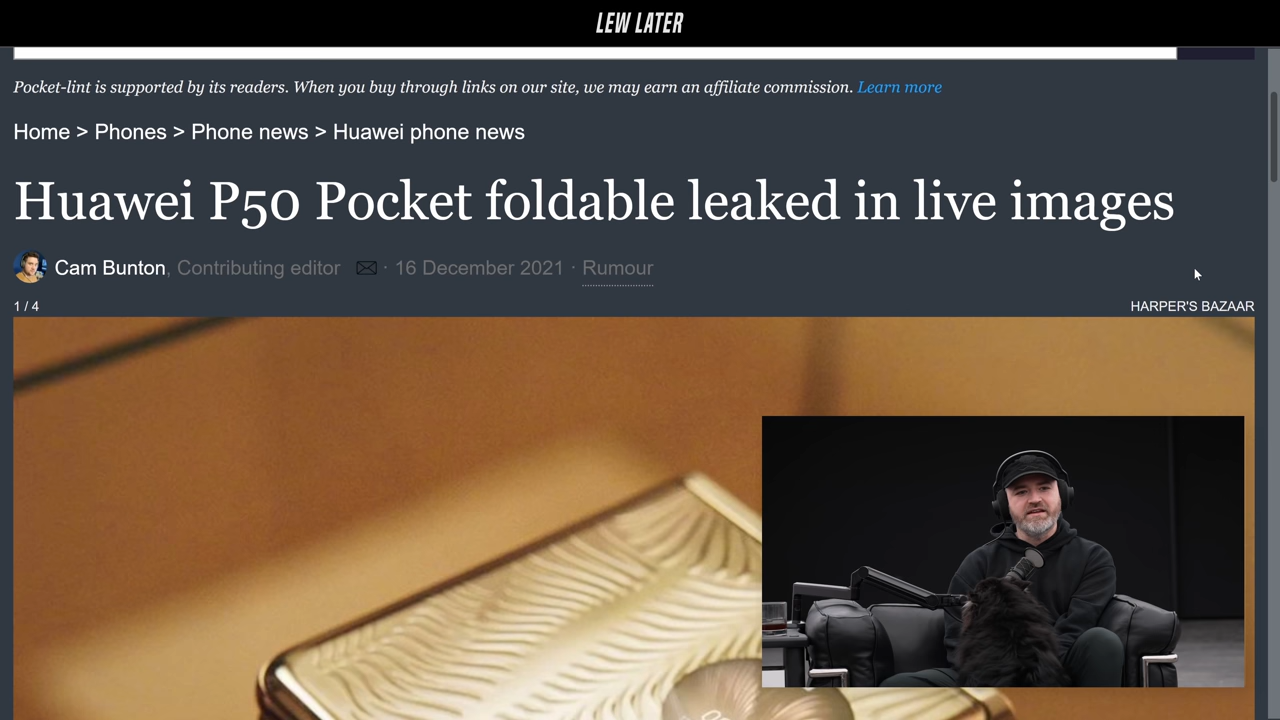 LEW LATER
Pocket-lint is supported by its readers. When you buy through links on our site, we may earn an affiliate commission. Learn more
Home > Phones > Phone news > Huawei phone news
Huawei P50 Pocket foldable leaked in live images
Cam Bunton, Contributing editor · 16 December 2021 · Rumour
1 / 4
HARPER'S BAZAAR